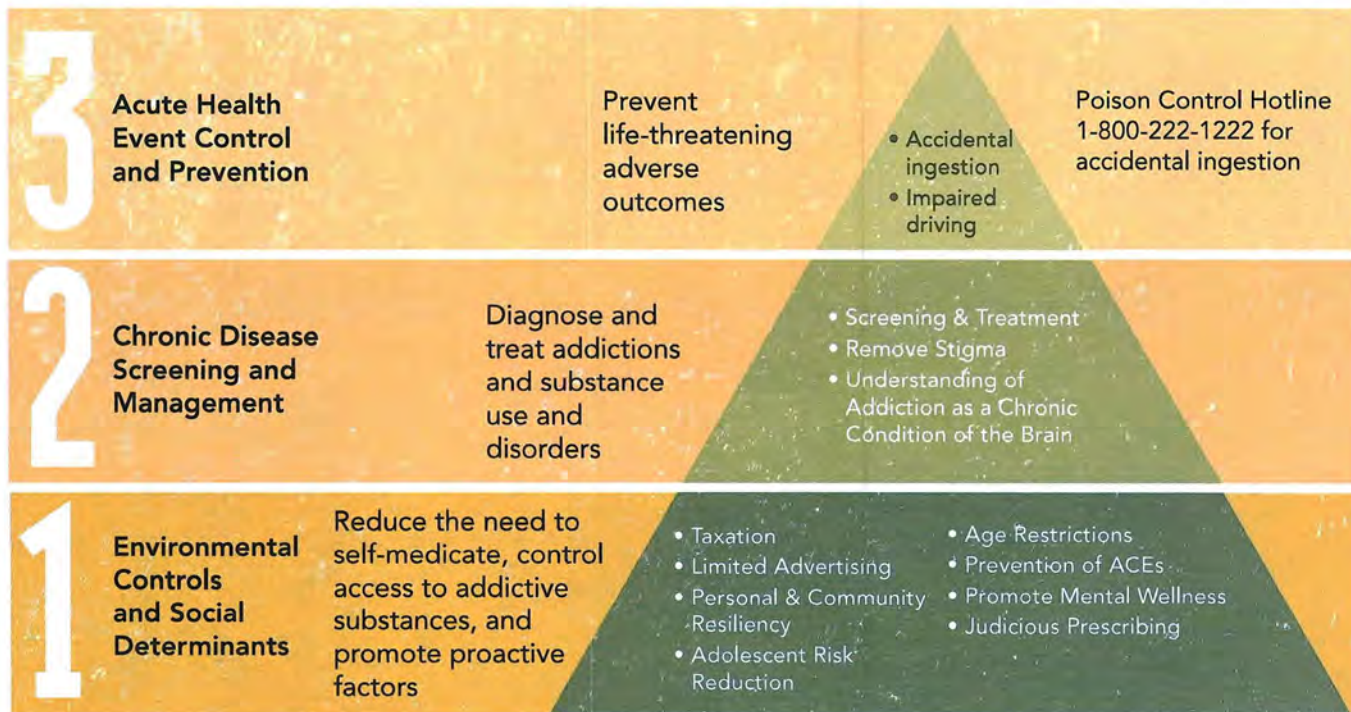 3
Acute Health
Event Control
and Prevention
Prevent
life-threatening
adverse
outcomes
• Accidental
ingestion
• Impaired
driving
Poison Control Hotline
1-800-222-1222 for
accidental ingestion
2
Chronic Disease
Screening and
Management
Diagnose and
treat addictions
and substance
use and
disorders
• Screening & Treatment
• Remove Stigma
• Understanding of
Addiction as a Chronic
Condition of the Brain
1
Environmental
Controls
and Social
Determinants
Reduce the need to
self-medicate, control
access to addictive
substances, and
promote proactive
factors
• Taxation
• Limited Advertising
• Personal & Community
Resiliency
• Adolescent Risk
Reduction
• Age Restrictions
• Prevention of ACEs
• Promote Mental Wellness
• Judicious Prescribing